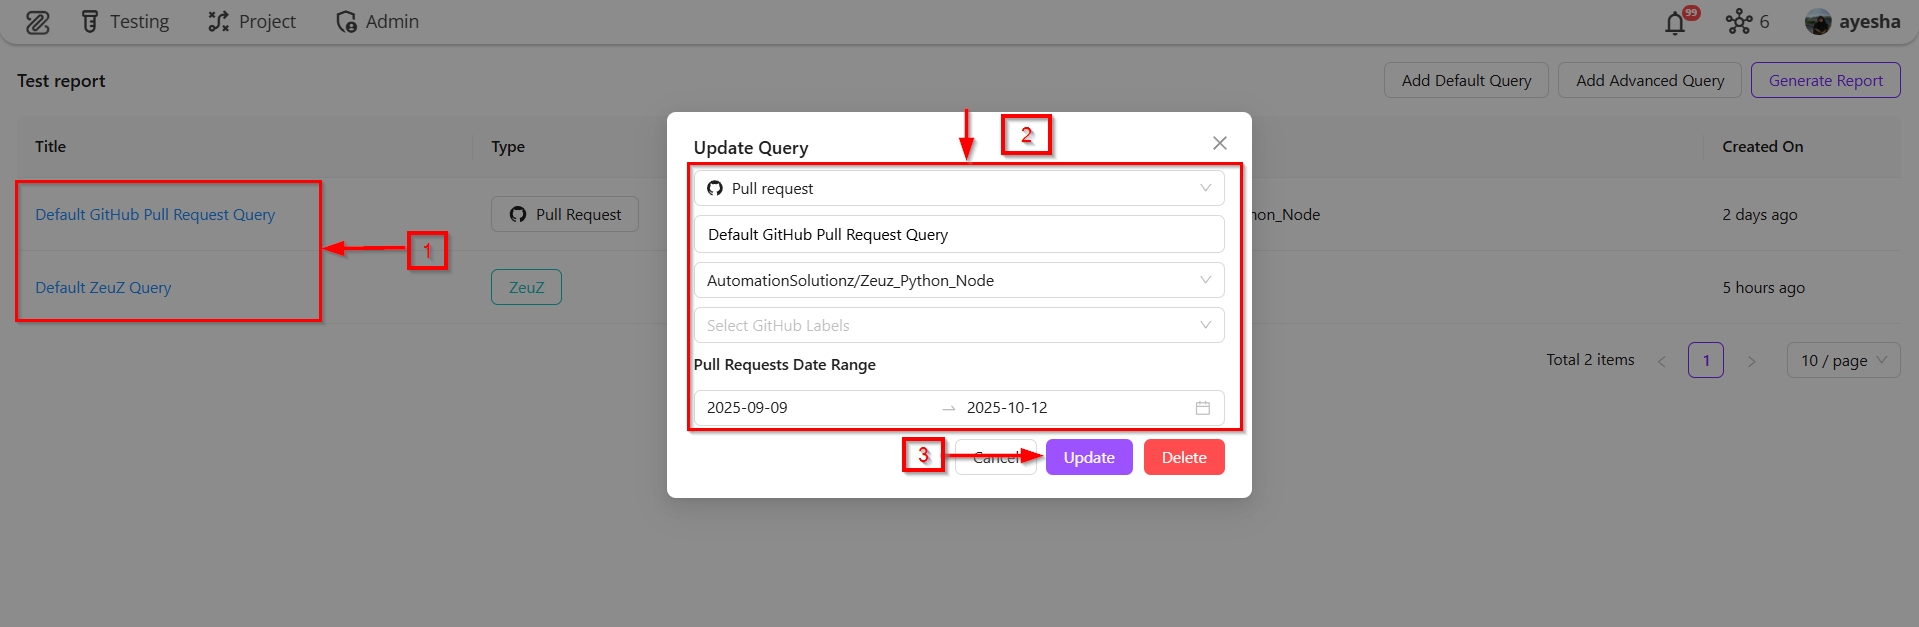 Testing
Project
Admin
99
6
ayesha
Test report
Add Default Query
Add Advanced Query
Generate Report
Title
Type
Created On
Default GitHub Pull Request Query
Pull Request
hon_Node
2 days ago
Default ZeuZ Query
ZeuZ
5 hours ago
Total 2 items
1
10 / page
1
2
Update Query
Pull request
Default GitHub Pull Request Query
AutomationSolutionz/Zeuz_Python_Node
Select GitHub Labels
Pull Requests Date Range
2025-09-09
2025-10-12
3
Cancel
Update
Delete